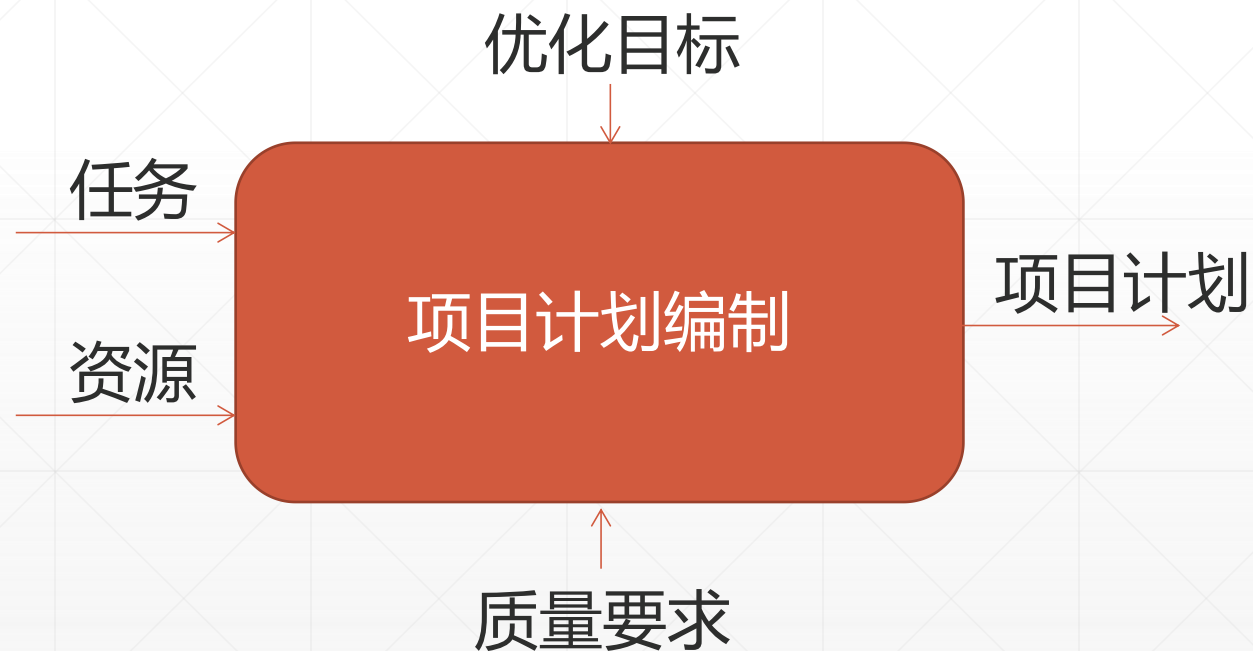 优化目标
任务
项目计划
项目计划编制
资源
质量要求